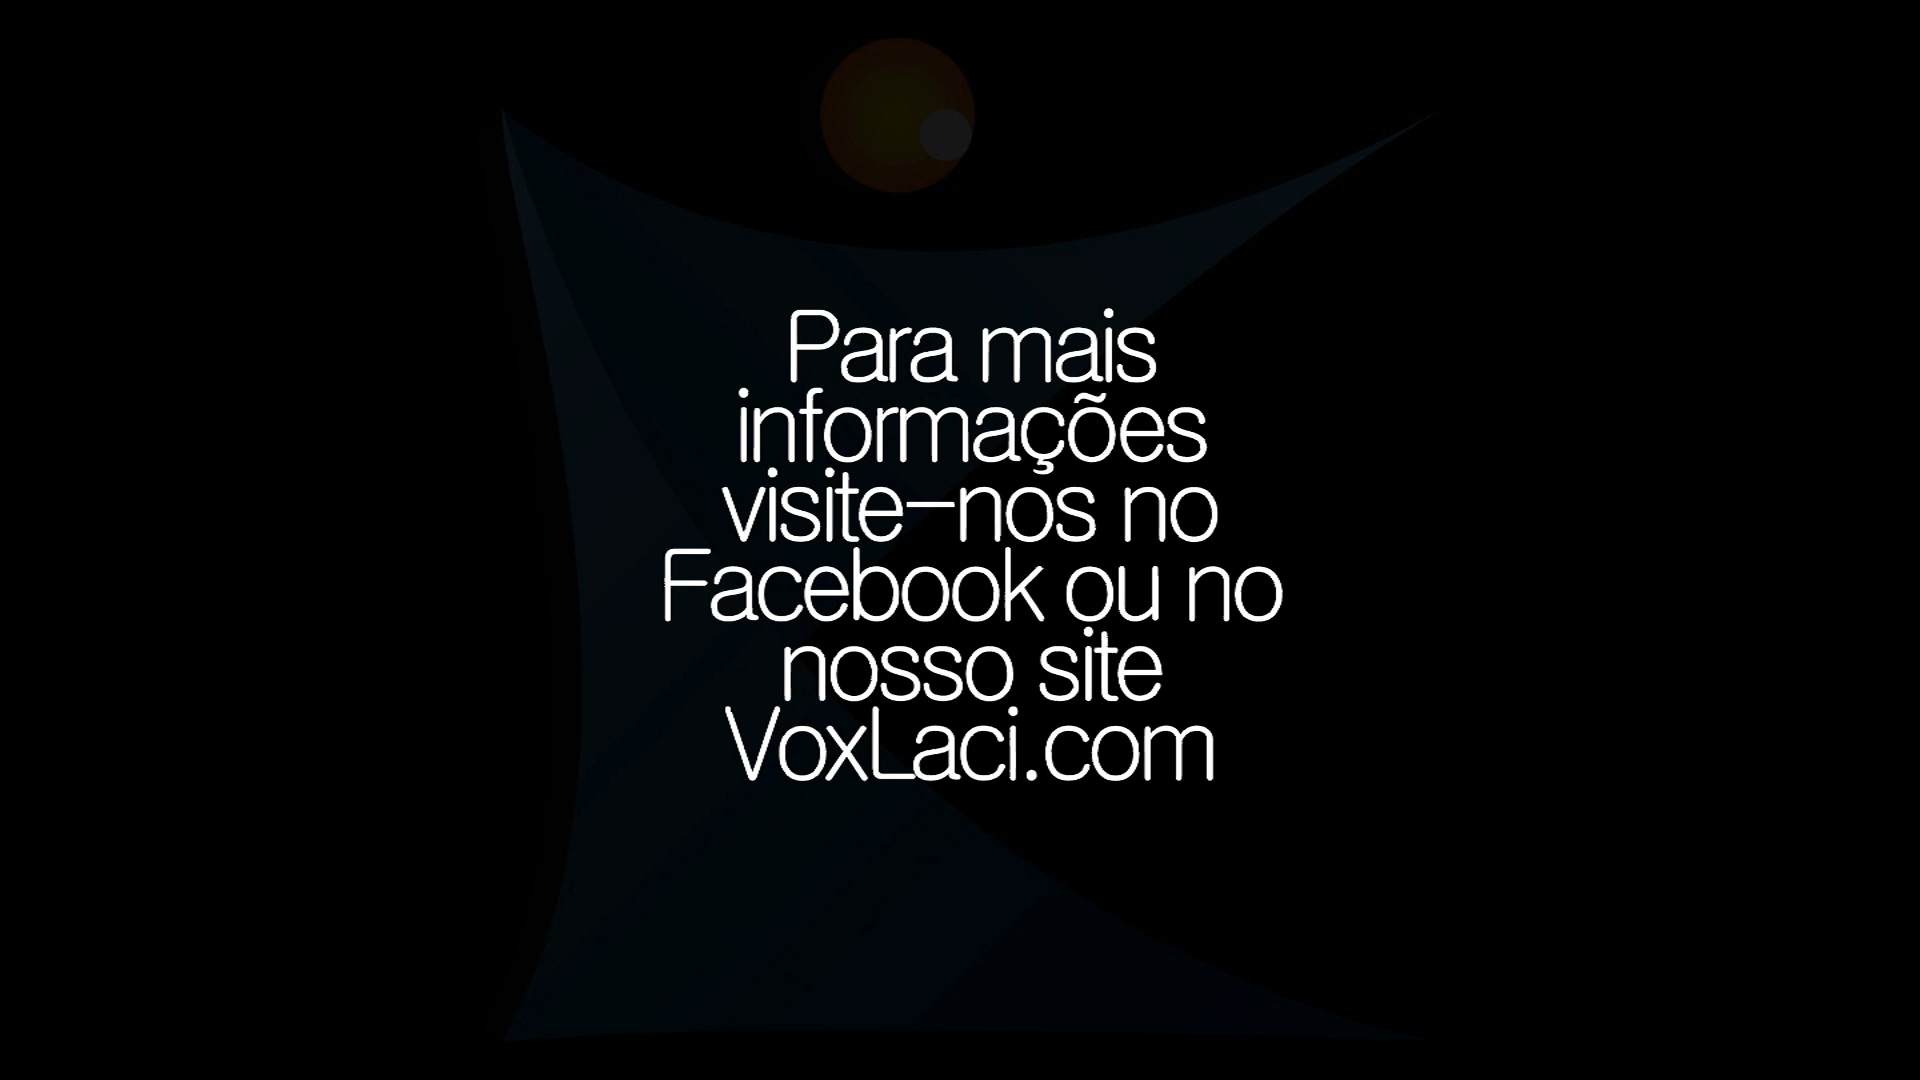 Para mais
informações
visite-nos no
Facebook ou no
nosso site
VoxLaci.com